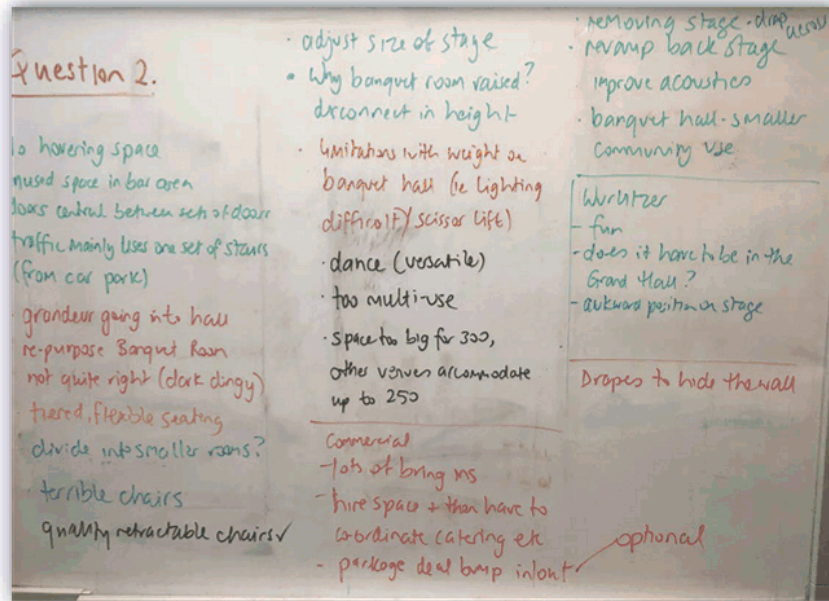 Question 2.
No hovering space
unused space in bar area
doors central between sets of doors
traffic mainly uses one set of stairs
(from car park)
· grandeur going into hall
re-purpose Banquet Room
not quite right (dark dingy)
· tiered, flexible seating
divide into smaller rooms?
· terrible chairs
quality retractable chairs ✓
· adjust size of stage
• Why banquet room raised?
disconnect in height
· limitations with weight on
banquet hall (ie lighting
difficult / scissor lift)
· dance (versatile)
· too multi-use
· space too big for 300,
other venues accommodate
up to 250
Commercial
- lots of bring ins
- hire space + then have to
coordinate catering etc
- package deal bump in/out
optional
· removing stage - drop across
· revamp back stage
improve acoustics
· banquet hall - smaller
community use
Wurlitzer
- fun
- does it have to be in the
Grand Hall?
- awkward position on stage
Drapes to hide the wall